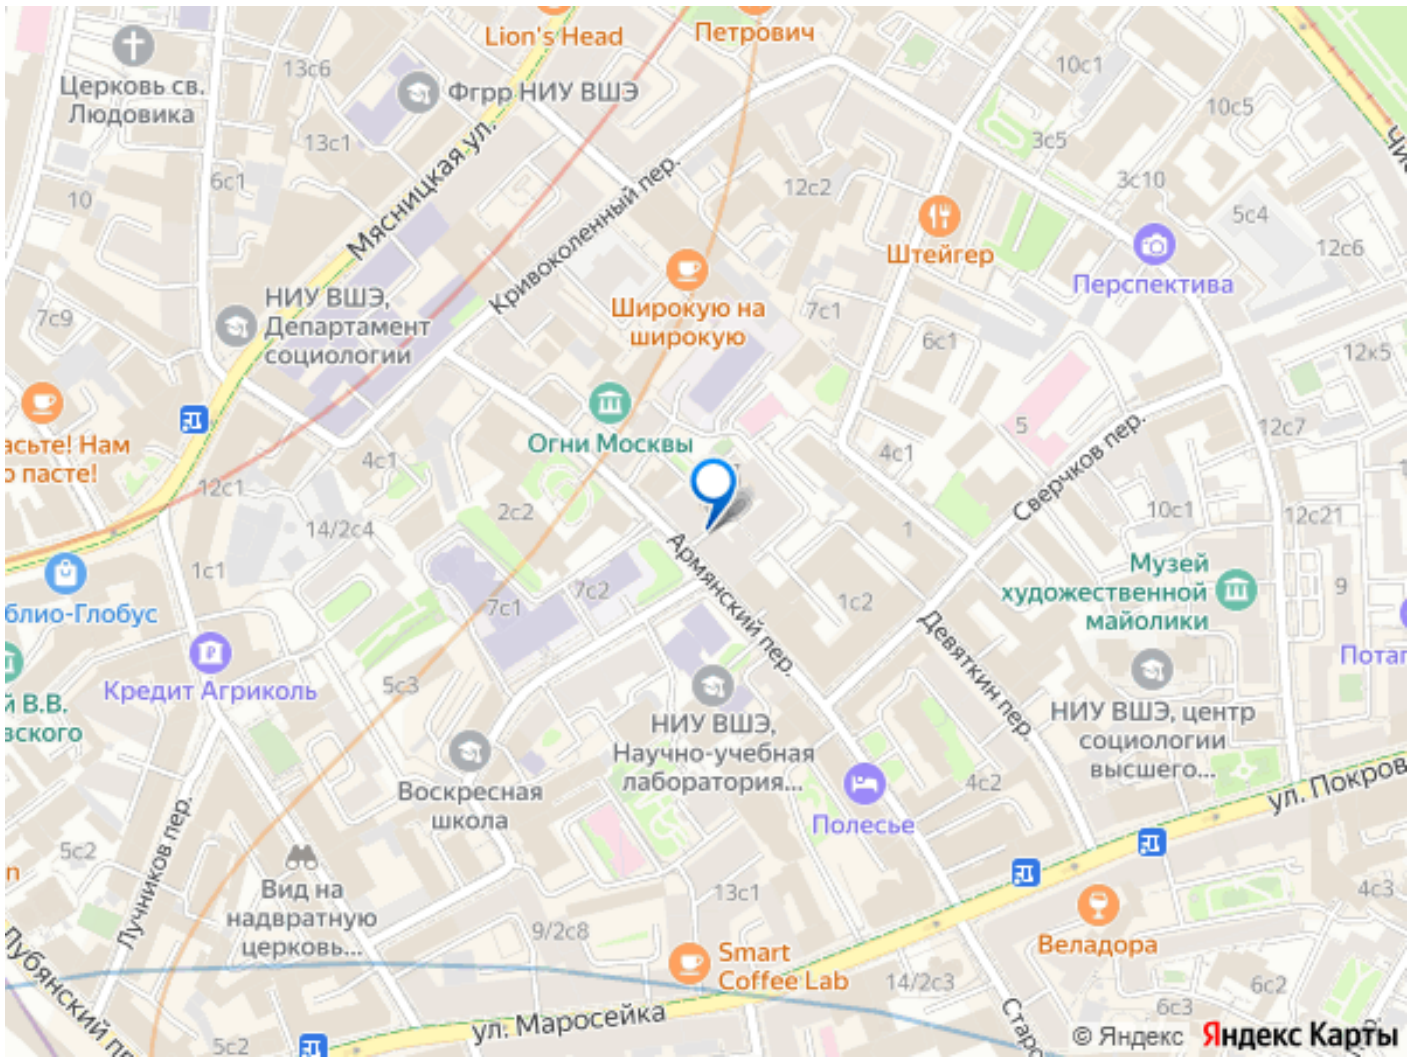 Lion's Head
Петрович
Церковь св.
Людовика
13с6
Фгрр НИУ ВШЭ
10с1
10с5
13с1
Мясницкая ул.
3с5
10
6с1
Кривоколенный пер.
12с2
3с10
5с4
12с6
Штейгер
Перспектива
НИУ ВШЭ,
Департамент
социологии
7с9
Широкую на
широкую
7с1
6с1
12к5
асьте! Нам
о пасте!
Огни Москвы
5
Сверчков пер.
12с7
4с1
4с1
12с1
14/2с4
2с2
1
10с1
12с21
Армянский пер.
1с1
блио-Глобус
7с1
7с2
1с2
Девяткин пер.
Музей
художественной
майолики
9
Кредит Агриколь
5с3
й В.В.
вского
НИУ ВШЭ,
Научно-учебная
лаборатория...
НИУ ВШЭ, центр
социологии
высшего...
Воскресная
школа
Полесье
4с2
ул. Покров
Лучников пер.
5с2
Вид на
надвратную
церковь...
13с1
4с3
9/2с8
Smart
Coffee Lab
Веладора
14/2с3
6с2
6с3
Лубянский пр
ул. Маросейка
5с2
Старо
© Яндекс Яндекс Карты